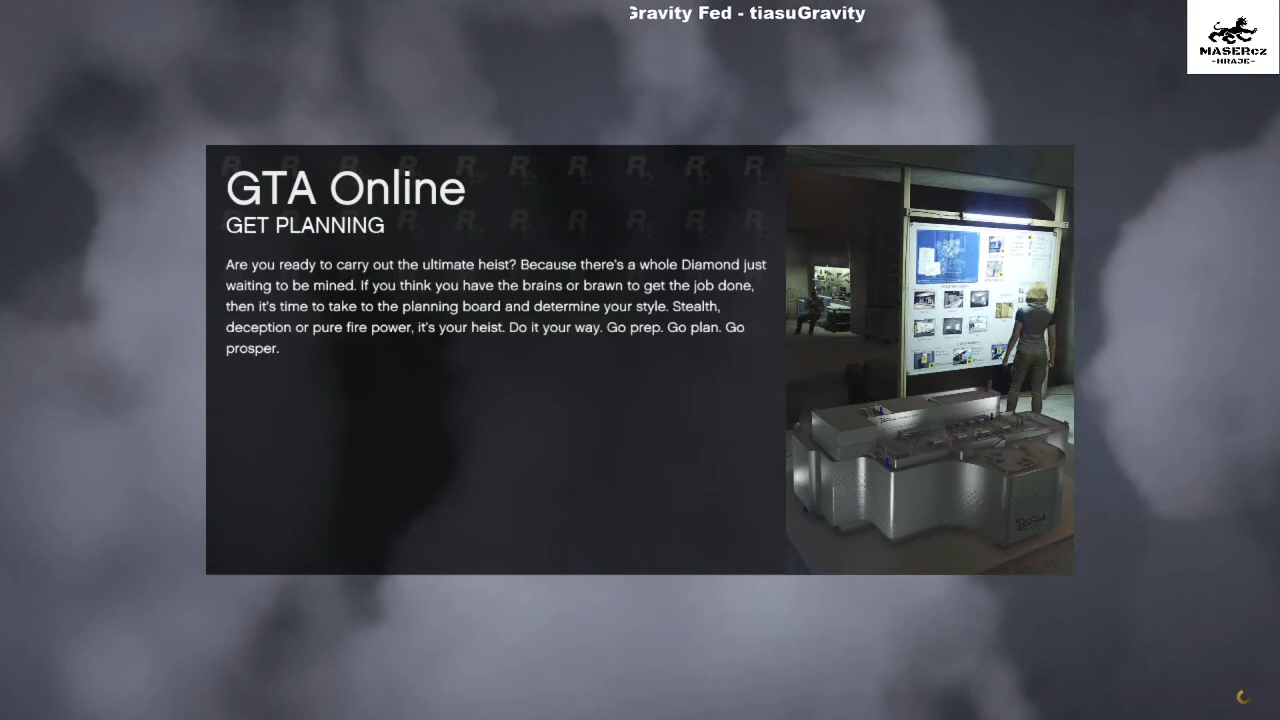 Gravity Fed - tiasuGravity
MASERcz
-HRAJE-
GTA Online
GET PLANNING
Are you ready to carry out the ultimate heist? Because there's a whole Diamond just
waiting to be mined. If you think you have the brains or brawn to get the job done,
then it's time to take to the planning board and determine your style. Stealth,
deception or pure fire power, it's your heist. Do it your way. Go prep. Go plan. Go
prosper.